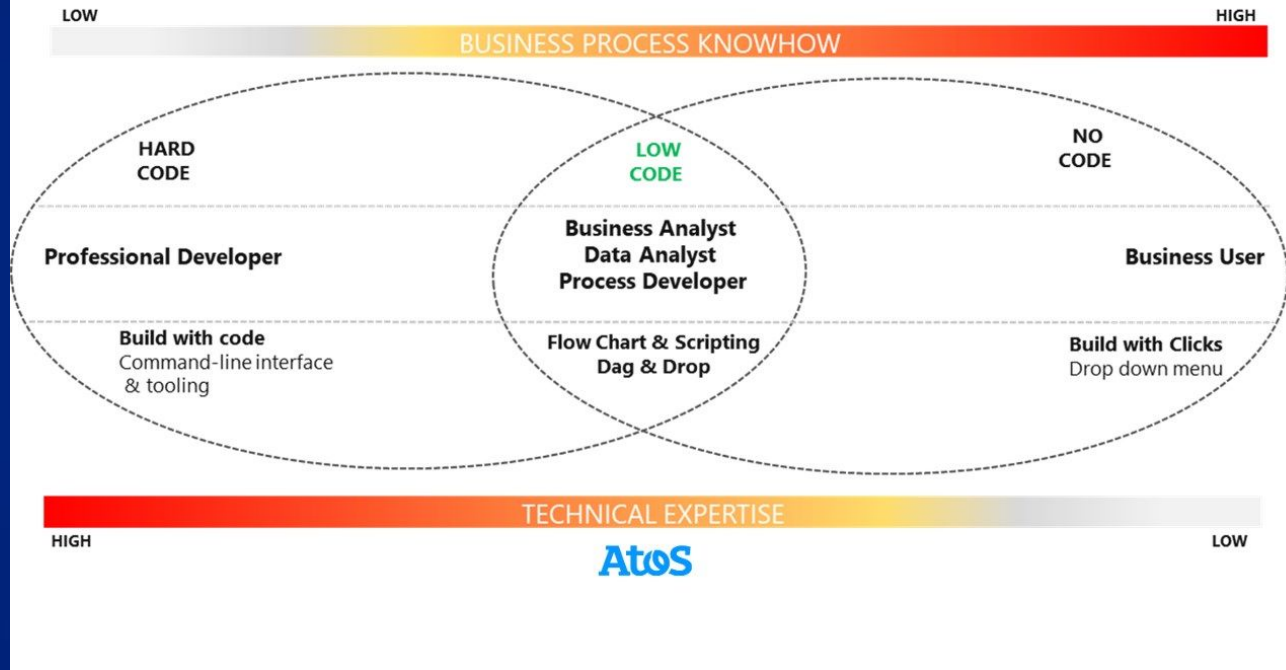 LOW
HIGH
BUSINESS PROCESS KNOWHOW
HARD
CODE
LOW
CODE
NO
CODE
Professional Developer
Business Analyst
Data Analyst
Process Developer
Business User
Build with code
Command-line interface
& tooling
Flow Chart & Scripting
Dag & Drop
Build with Clicks
Drop down menu
TECHNICAL EXPERTISE
HIGH
LOW
Atos